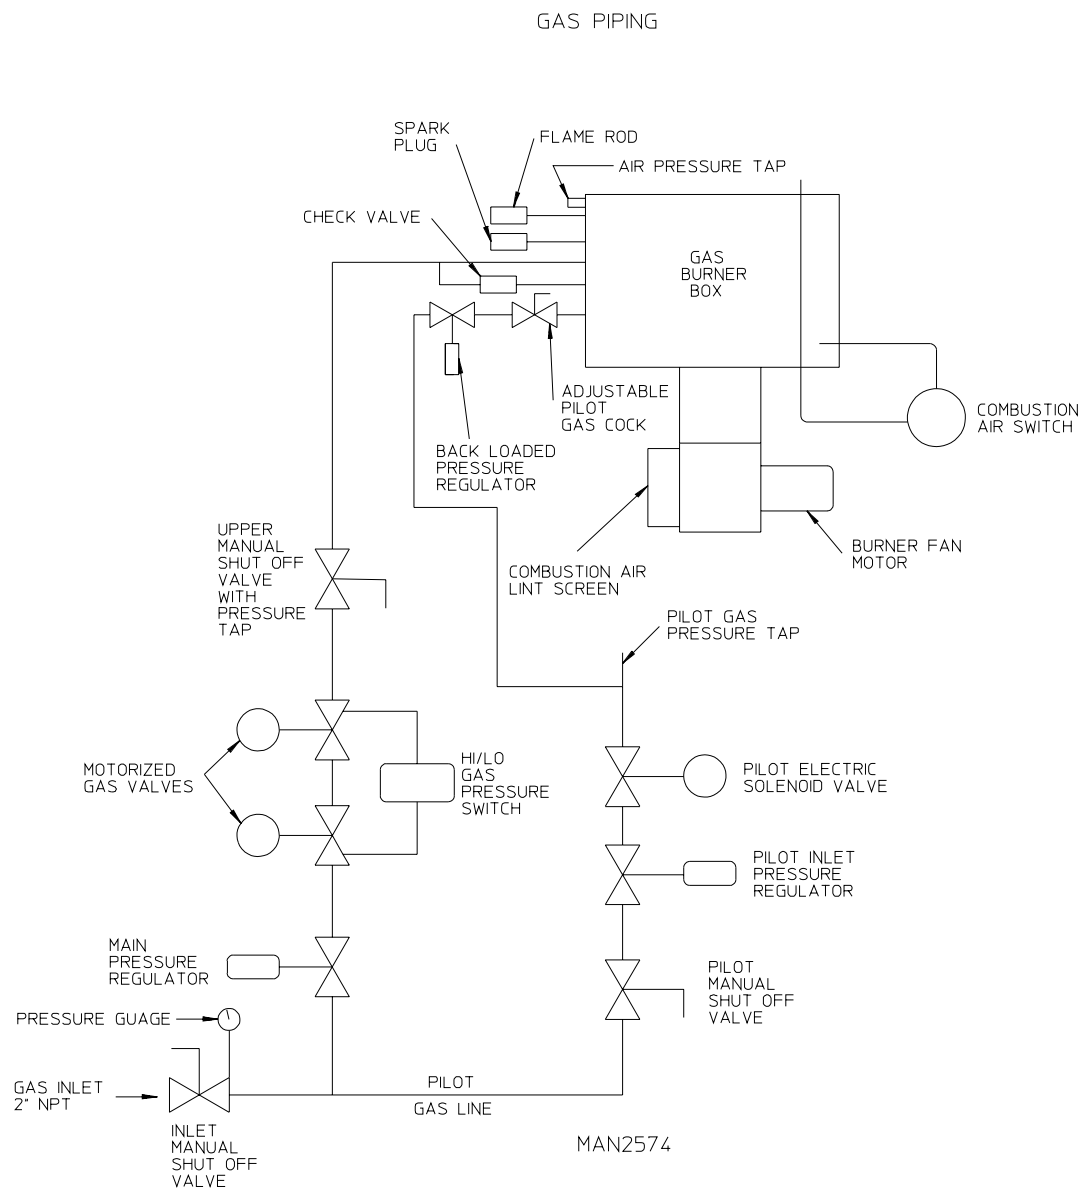 GAS PIPING
SPARK
PLUG
FLAME ROD
AIR PRESSURE TAP
CHECK VALVE
GAS
BURNER
BOX
ADJUSTABLE
PILOT
GAS COCK
COMBUSTION
AIR SWITCH
BACK LOADED
PRESSURE
REGULATOR
UPPER
MANUAL
SHUT OFF
VALVE
WITH
PRESSURE
TAP
BURNER FAN
MOTOR
COMBUSTION AIR
LINT SCREEN
PILOT GAS
PRESSURE TAP
MOTORIZED
GAS VALVES
HI/LO
GAS
PRESSURE
SWITCH
PILOT ELECTRIC
SOLENOID VALVE
PILOT INLET
PRESSURE
REGULATOR
MAIN
PRESSURE
REGULATOR
PILOT
MANUAL
SHUT OFF
VALVE
PRESSURE GUAGE
GAS INLET
2" NPT
PILOT
GAS LINE
INLET
MANUAL
SHUT OFF
VALVE
MAN2574